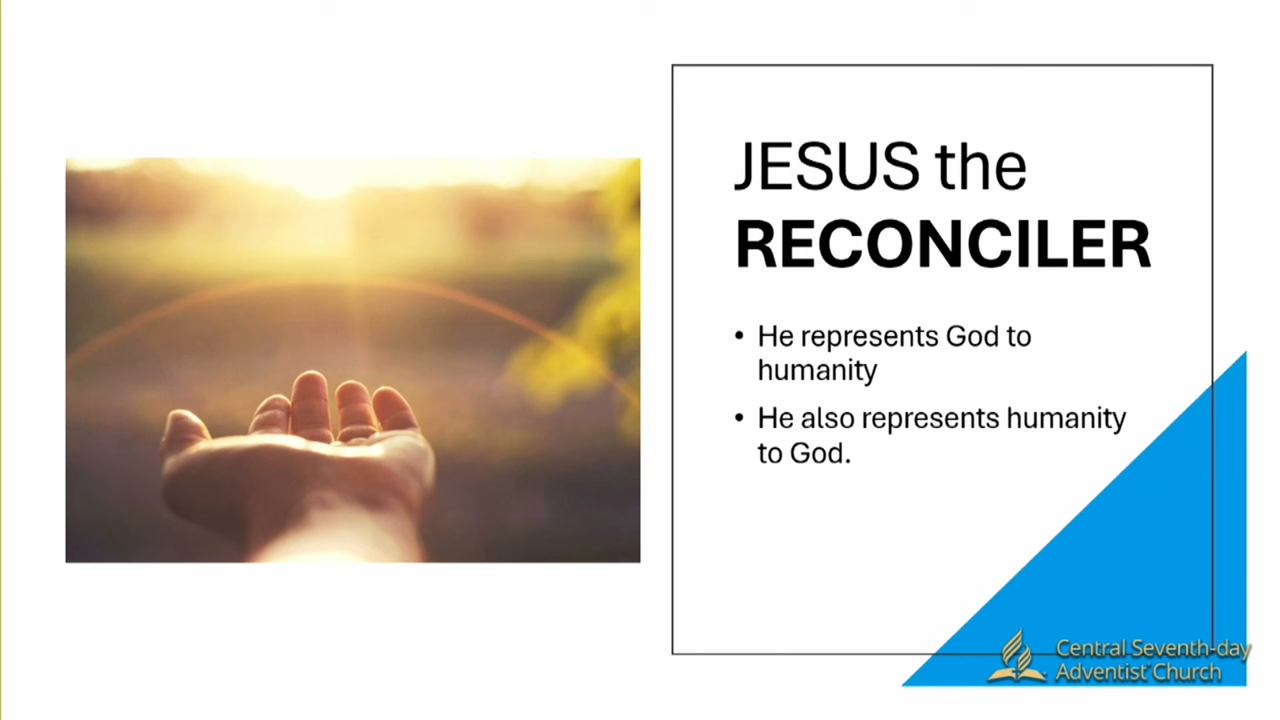 JESUS the
RECONCILER
• He represents God to
humanity
• He also represents humanity
to God.
Central Seventh-day
Adventist Church